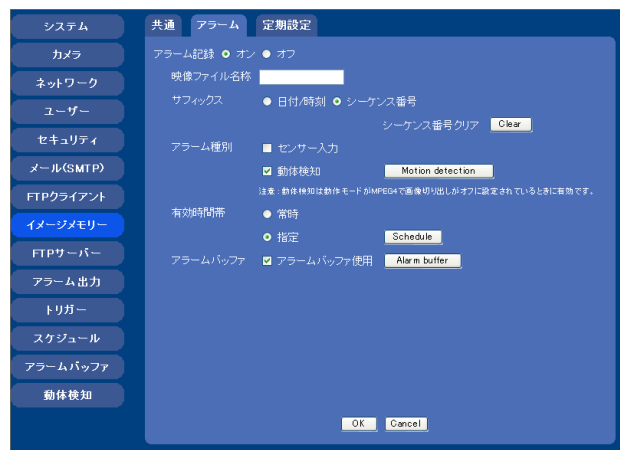 システム
カメラ
ネットワーク
ユーザー
セキュリティ
メール(SMTP)
FTPクライアント
イメージメモリー
FTPサーバー
アラーム出力
トリガー
スケジュール
アラームバッファ
動体検知
共通 アラーム 定期設定
アラーム記録 オン オフ
映像ファイル名称
サフィックス 日付/時刻 シーケンス番号
シーケンス番号クリア Clear
アラーム種別 センサー入力
動体検知 Motion detection
注意：動体検知は動作モードがMPEG4で画像切り出しがオフに設定されているときに有効です。
有効時間帯 常時
指定 Schedule
アラームバッファ アラームバッファ使用 Alarm buffer
OK Cancel